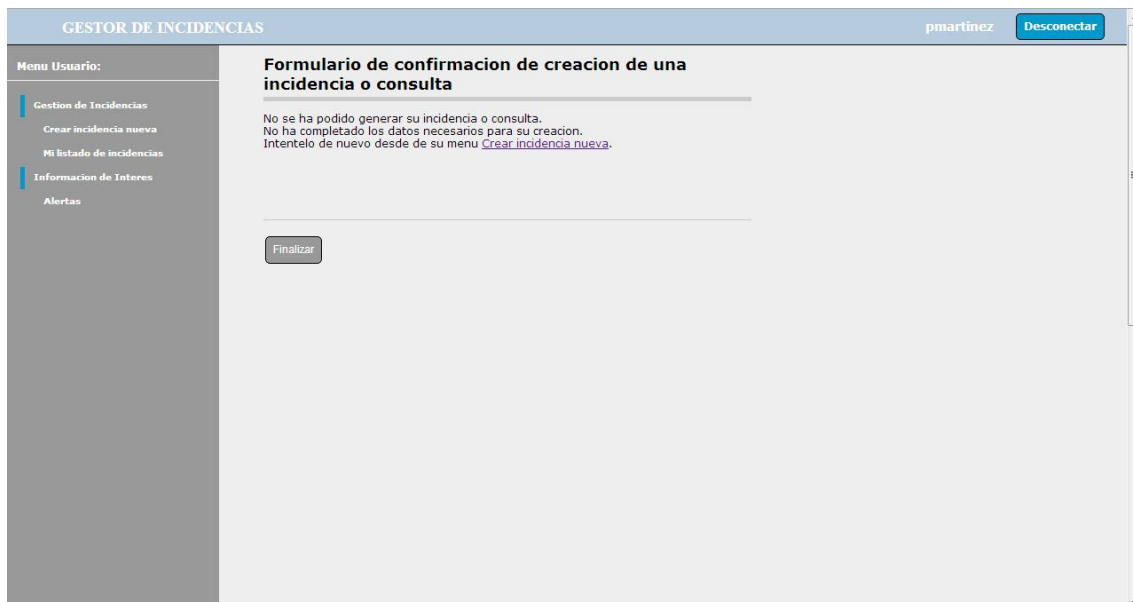 GESTOR DE INCIDENCIAS
pmartinez
Desconectar
Menu Usuario:
Gestion de Incidencias
Crear incidencia nueva
Mi listado de incidencias
Informacion de Interes
Alertas
Formulario de confirmacion de creacion de una
incidencia o consulta
No se ha podido generar su incidencia o consulta.
No ha completado los datos necesarios para su creacion.
Intentelo de nuevo desde de su menu Crear incidencia nueva.
Finalizar